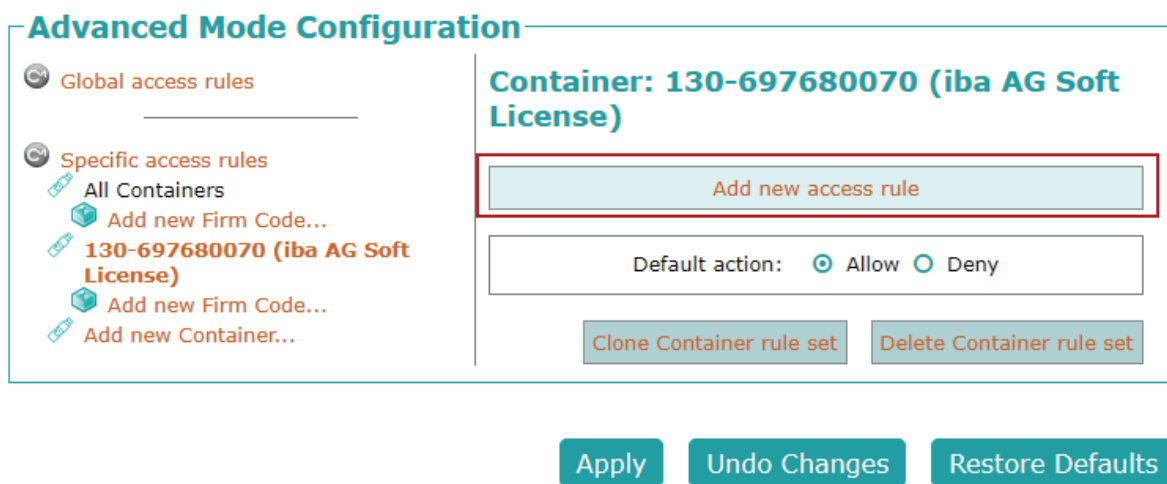 Advanced Mode Configuration
Global access rules
Specific access rules
All Containers
Add new Firm Code...
130-697680070 (iba AG Soft
License)
Add new Firm Code...
Add new Container...
Container: 130-697680070 (iba AG Soft
License)
Add new access rule
Default action: Allow Deny
Clone Container rule set Delete Container rule set
Apply Undo Changes Restore Defaults